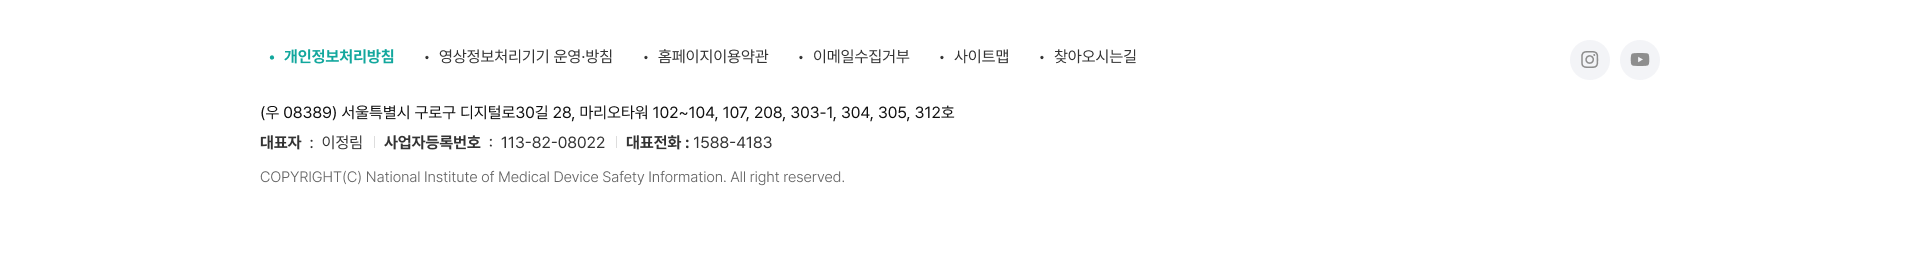 • 개인정보처리방침 • 영상정보처리기기 운영·방침 • 홈페이지이용약관 • 이메일수집거부 • 사이트맵 • 찾아오시는길
(우 08389) 서울특별시 구로구 디지털로30길 28, 마리오타워 102~104, 107, 208, 303-1, 304, 305, 312호
대표자 : 이정림 | 사업자등록번호 : 113-82-08022 | 대표전화 : 1588-4183
COPYRIGHT(C) National Institute of Medical Device Safety Information. All right reserved.